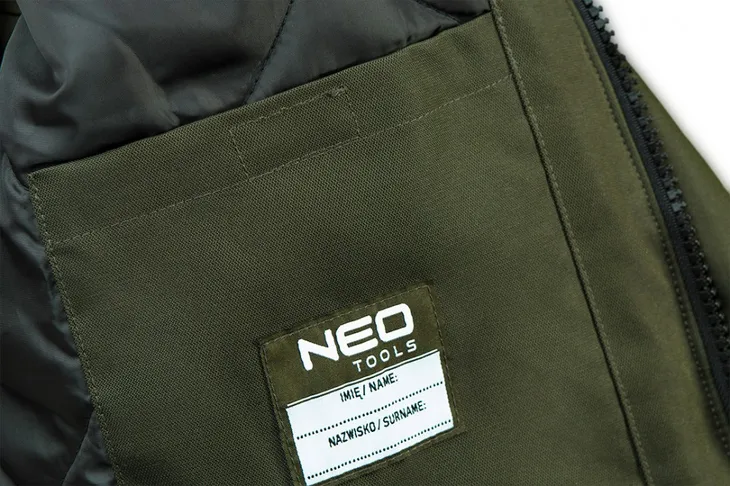 NEO
TOOLS
IMIĘ/ NAME:
NAZWISKO / SURNAME: